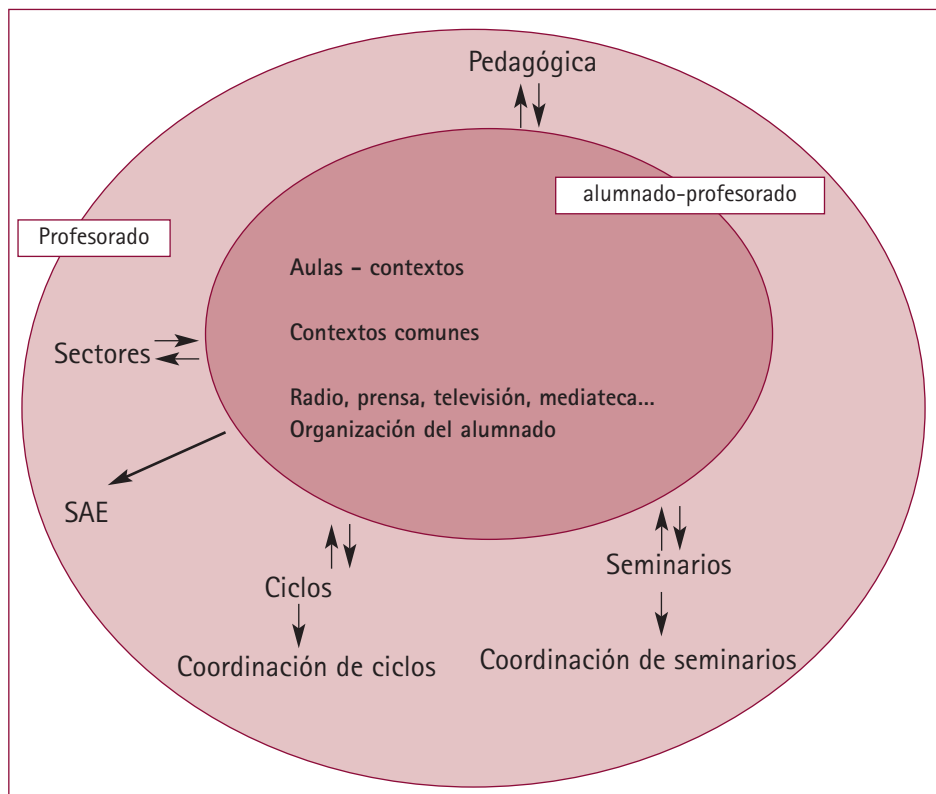 Pedagógica
alumnado-profesorado
Profesorado
Aulas - contextos
Contextos comunes
Sectores
Radio, prensa, televisión, mediateca...
Organización del alumnado
SAE
Ciclos
Seminarios
Coordinación de ciclos
Coordinación de seminarios